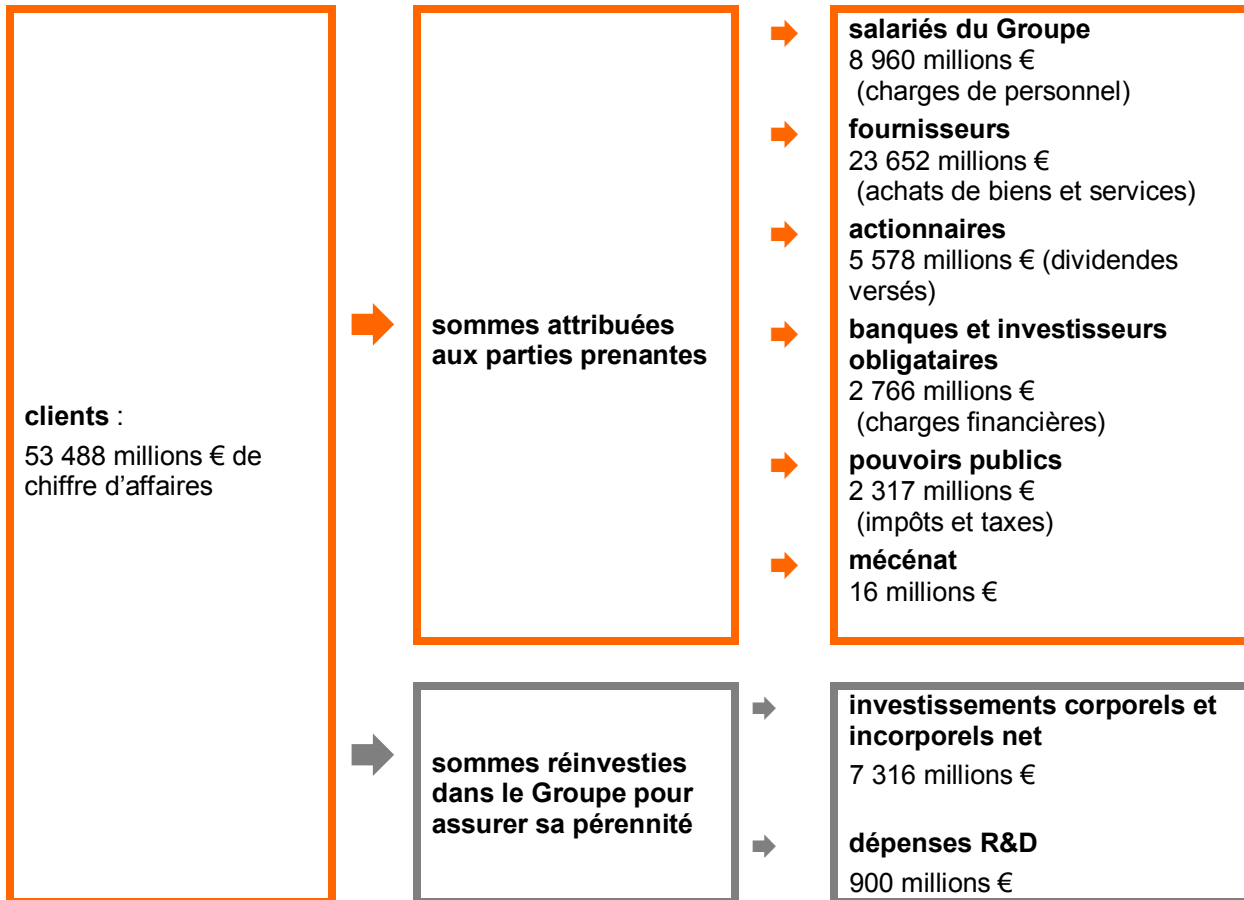 clients :
53 488 millions € de
chiffre d'affaires
sommes attribuées
aux parties prenantes
salariés du Groupe
8 960 millions €
(charges de personnel)
fournisseurs
23 652 millions €
(achats de biens et services)
actionnaires
5 578 millions € (dividendes
versés)
banques et investisseurs
obligataires
2 766 millions €
(charges financières)
pouvoirs publics
2 317 millions €
(impôts et taxes)
mécénat
16 millions €
sommes réinvesties
dans le Groupe pour
assurer sa pérennité
investissements corporels et
incorporels net
7 316 millions €
dépenses R&D
900 millions €